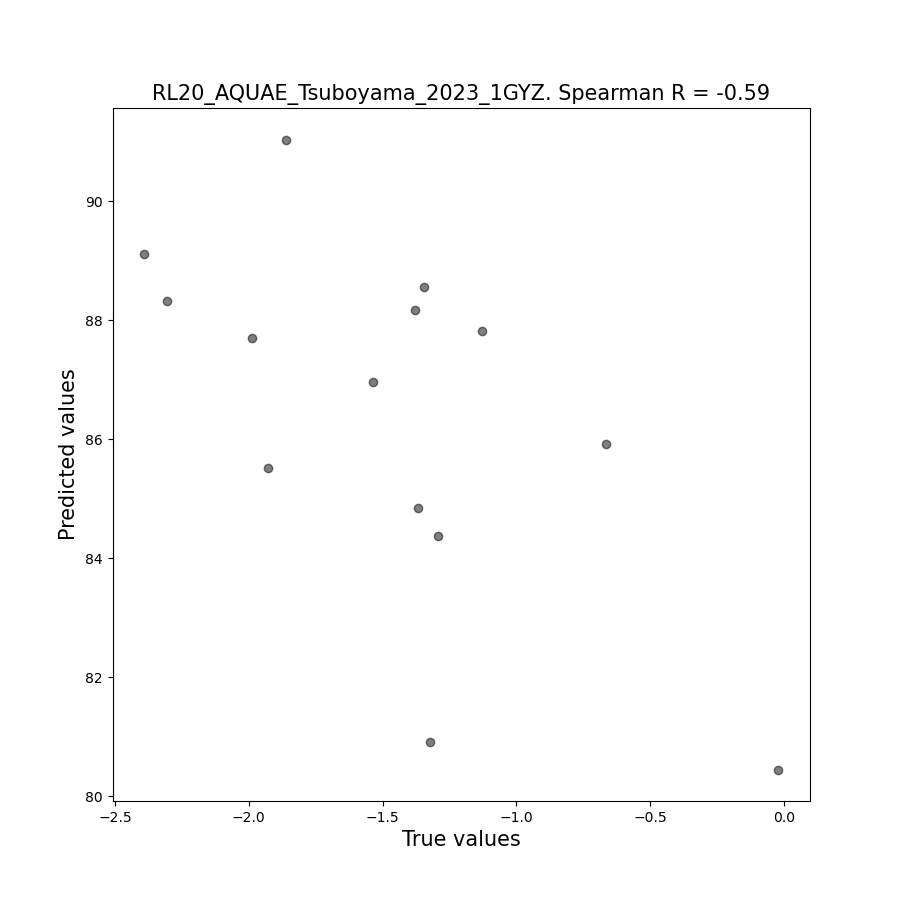 RL20_AQUAE_Tsuboyama_2023_1GYZ. Spearman R = -0.59
90
88
86
84
82
80
Predicted values
−2.5 −2.0 −1.5 −1.0 −0.5 0.0
True values